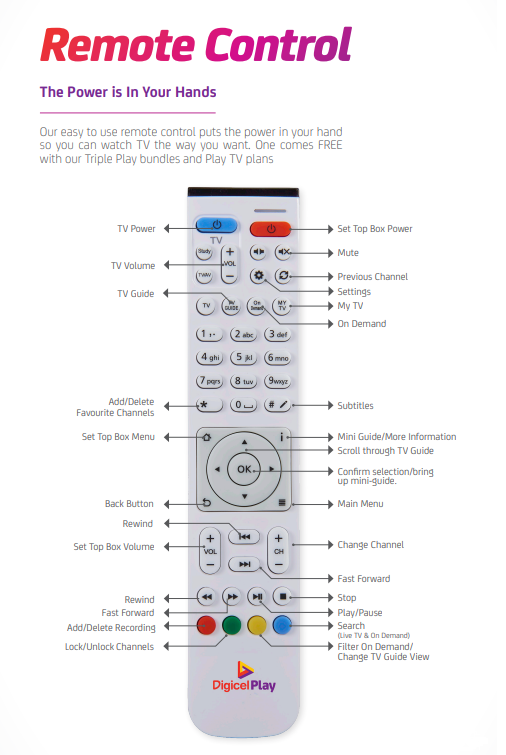 Remote Control
The Power is In Your Hands
Our easy to use remote control puts the power in your hand
so you can watch TV the way you want. One comes FREE
with our Triple Play bundles and Play TV plans
TV Power
Set Top Box Power
TV
Study
+
VOL
−
Mute
TV Volume
TV/AV
Previous Channel
Settings
TV Guide
TV
TV
GUIDE
On
Demand
MY
TV
My TV
On Demand
1
2 abc
3 def
4 ghi
5 jkl
6 mno
7 pqrs
8 tuv
9 wxyz
Add/Delete
Favourite Channels
*
0
#
Subtitles
Set Top Box Menu
i
Mini Guide/More Information
Scroll through TV Guide
OK
Confirm selection/bring
up mini-guide.
Back Button
Main Menu
Rewind
Set Top Box Volume
+
VOL
−
+
CH
−
Change Channel
Fast Forward
Rewind
Stop
Fast Forward
Play/Pause
Add/Delete Recording
Search
(Live TV & On Demand)
Lock/Unlock Channels
Filter On Demand/
Change TV Guide View
Digicel Play